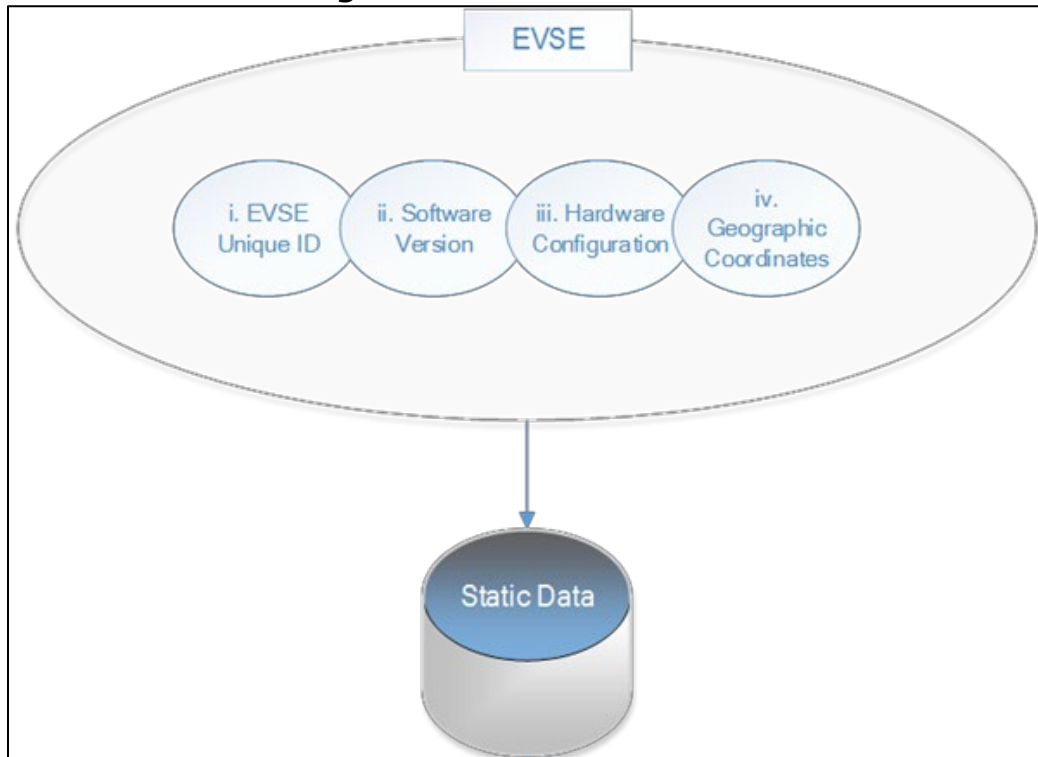 EVSE
i. EVSE
Unique ID
ii. Software
Version
iii. Hardware
Configuration
iv.
Geographic
Coordinates
Static Data